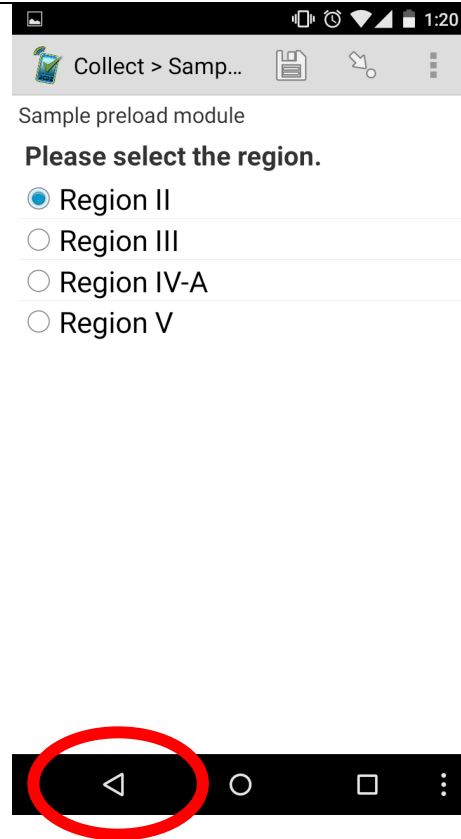 1:20
Collect > Samp...
Sample preload module
Please select the region.
Region II
Region III
Region IV-A
Region V